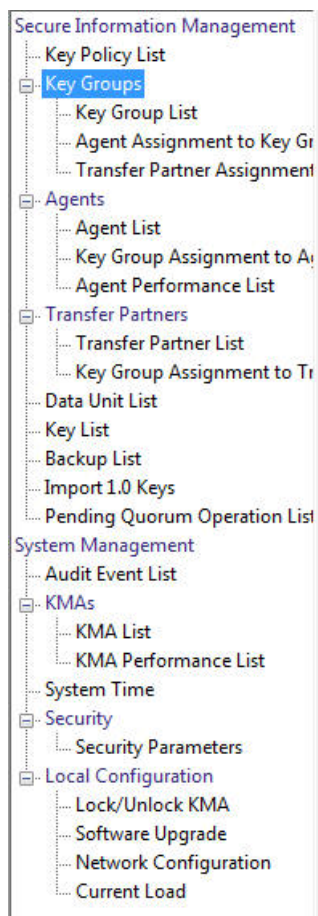 Secure Information Management
Key Policy List
Key Groups
Key Group List
Agent Assignment to Key Gr
Transfer Partner Assignment
Agents
Agent List
Key Group Assignment to A
Agent Performance List
Transfer Partners
Transfer Partner List
Key Group Assignment to Tr
Data Unit List
Key List
Backup List
Import 1.0 Keys
Pending Quorum Operation List
System Management
Audit Event List
KMAs
KMA List
KMA Performance List
System Time
Security
Security Parameters
Local Configuration
Lock/Unlock KMA
Software Upgrade
Network Configuration
Current Load